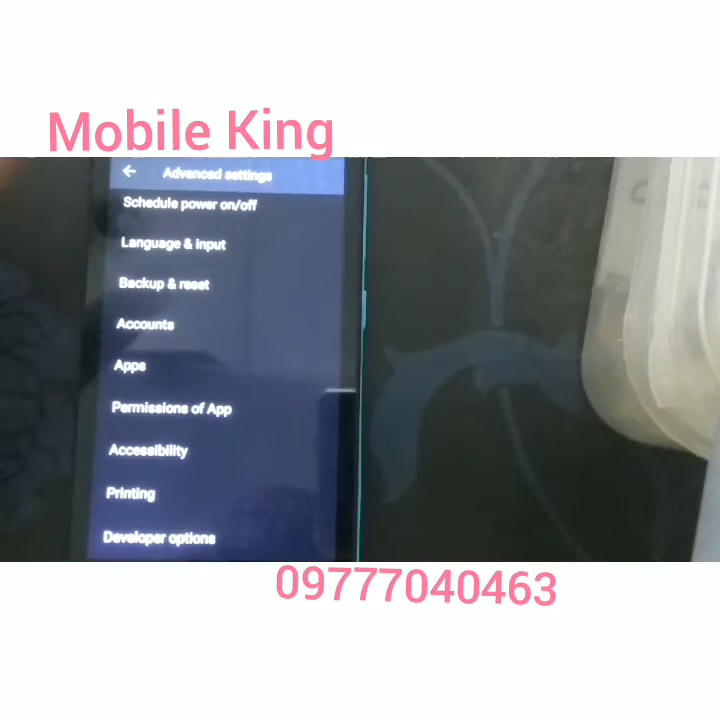 Mobile King
Advanced settings
Schedule power on/off
Language & input
Backup & reset
Accounts
Apps
Permissions of App
Accessibility
Printing
Developer options
09777040463